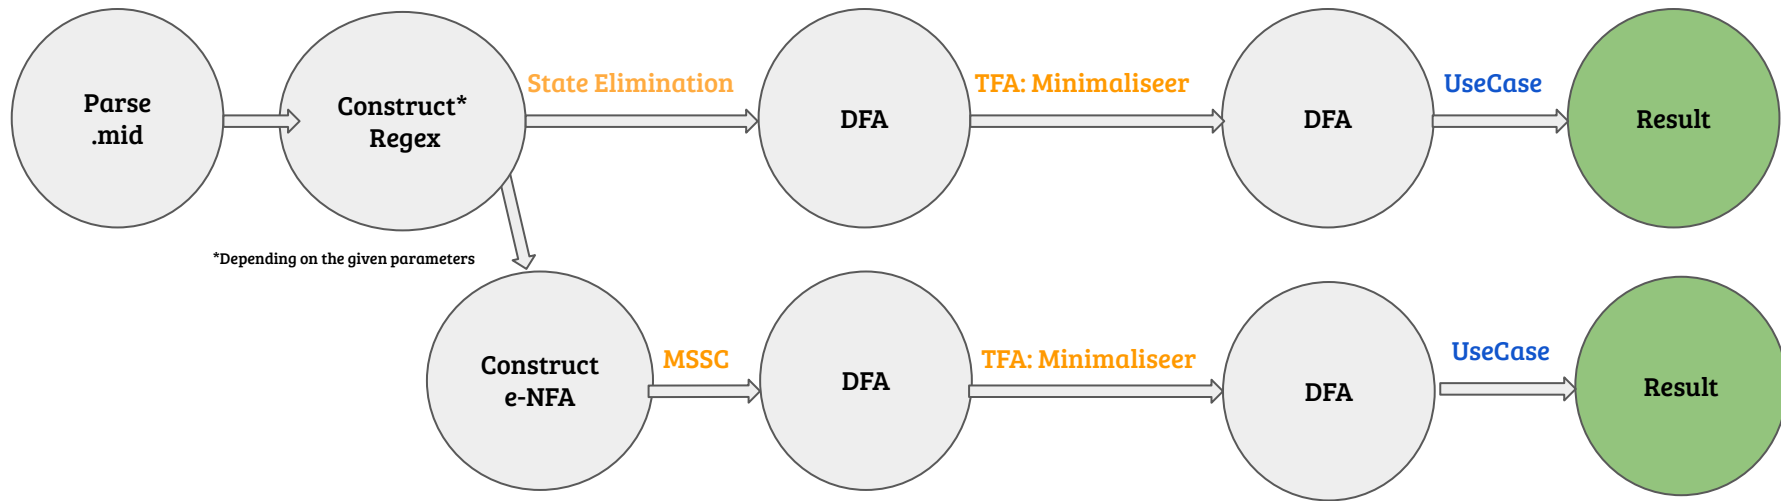 Parse
.mid
Construct*
Regex
State Elimination
DFA
TFA: Minimaliseer
DFA
UseCase
Result
*Depending on the given parameters
Construct
e-NFA
MSSC
DFA
TFA: Minimaliseer
DFA
UseCase
Result